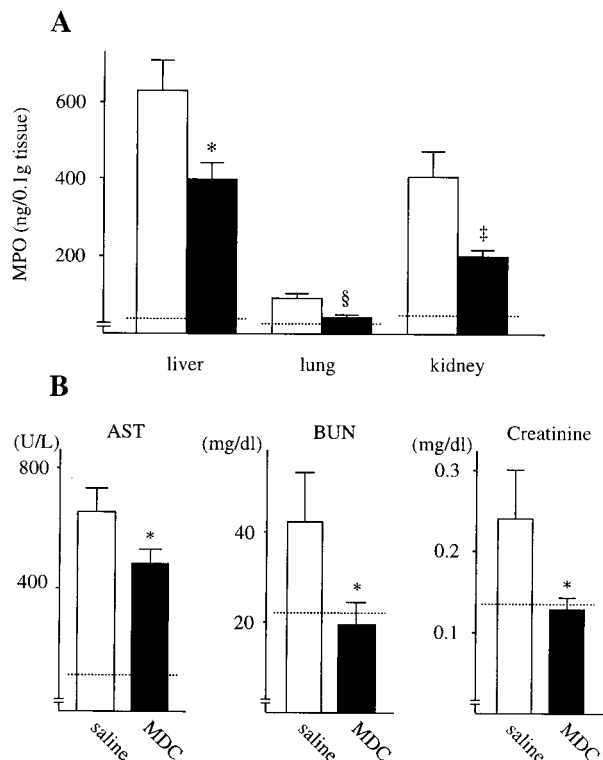 A
MPO (ng/0.1g tissue)
600
400
200
*
§
‡
liver lung kidney
B
AST BUN Creatinine
(U/L) (mg/dl) (mg/dl)
800
400
*
40
20
*
0.3
0.2
0.1
*
saline MDC saline MDC saline MDC